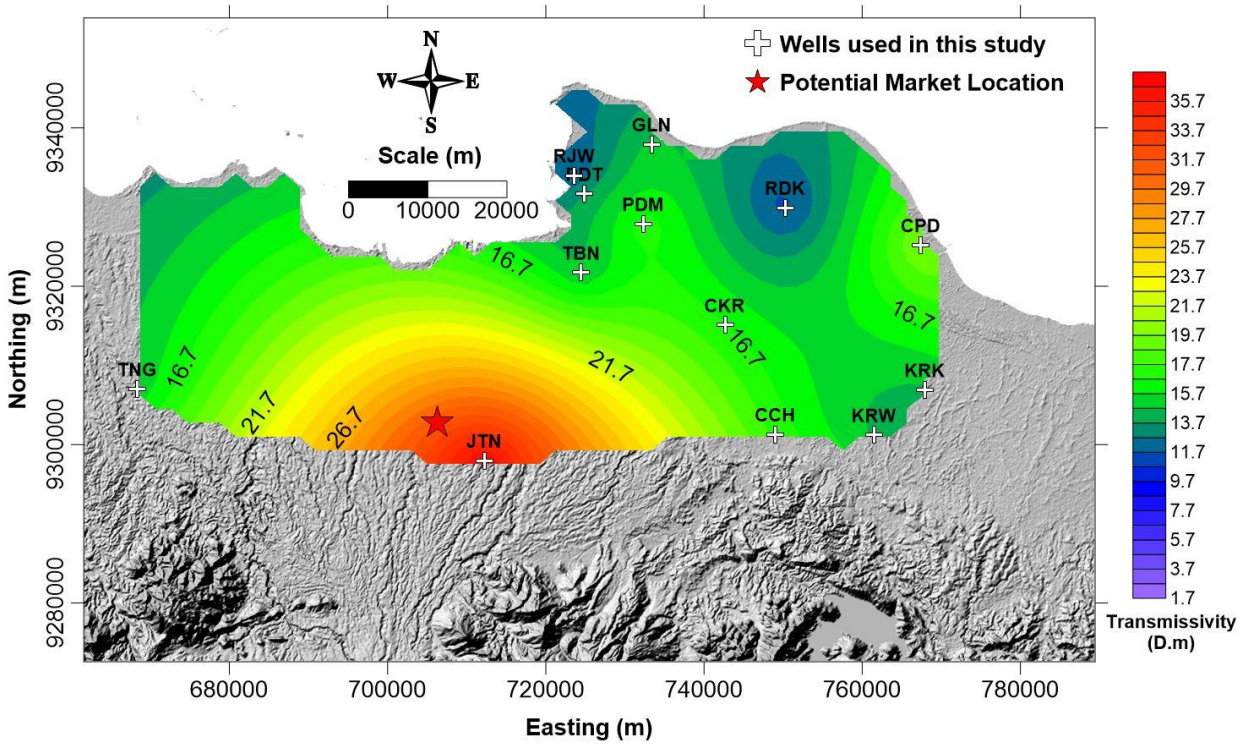 N
W E
S
Scale (m)
0 10000 20000
Wells used in this study
Potential Market Location
9340000
9320000
9300000
9280000
Northing (m)
GLN
RJW
DT
PDM
RDK
CPD
TBN
16.7
CKR
16.7
16.7
TNG
16.7
21.7
26.7
21.7
JTN
CCH
KRW
KRK
680000 700000 720000 740000 760000 780000
Easting (m)
35.7
33.7
31.7
29.7
27.7
25.7
23.7
21.7
19.7
17.7
15.7
13.7
11.7
9.7
7.7
5.7
3.7
1.7
Transmissivity
(D.m)